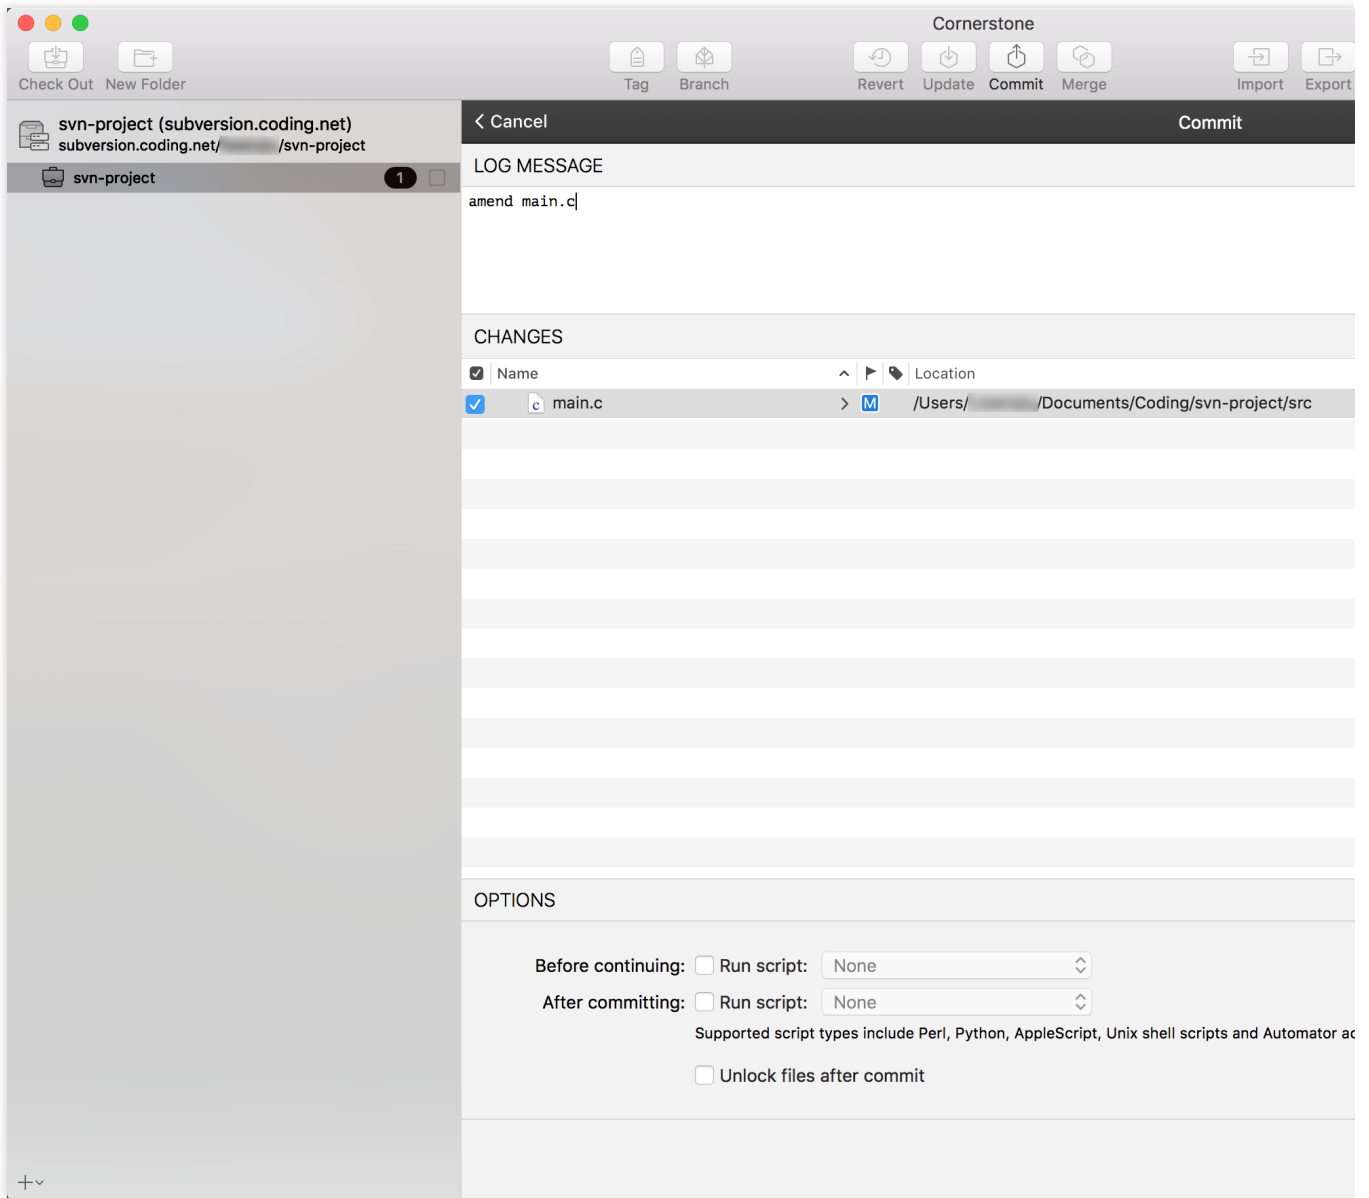 Cornerstone
Check Out New Folder Tag Branch Revert Update Commit Merge Import Export
svn-project (subversion.coding.net)
subversion.coding.net/ /svn-project
svn-project 1
Cancel Commit
LOG MESSAGE
amend main.c
CHANGES
Name Location
c main.c M /Users/ /Documents/Coding/svn-project/src
OPTIONS
Before continuing: Run script: None
After committing: Run script: None
Supported script types include Perl, Python, AppleScript, Unix shell scripts and Automator ac
Unlock files after commit